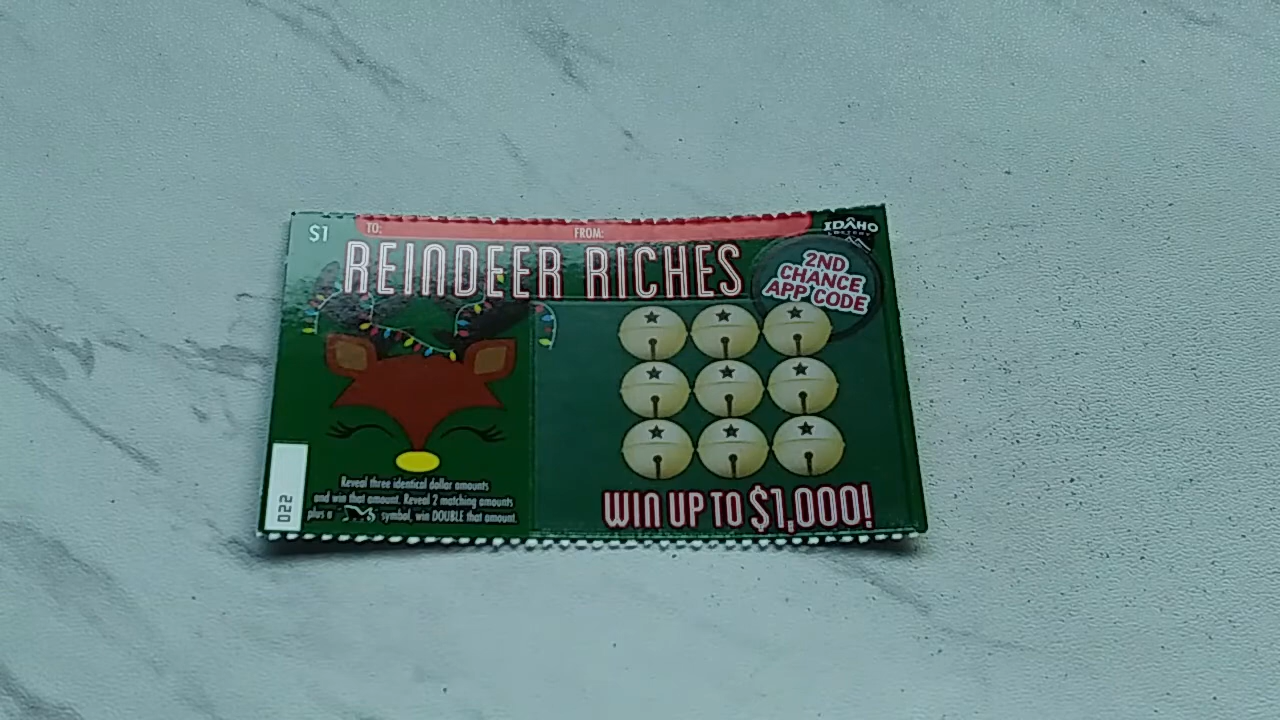 $1
TO:
FROM:
IDAHO
LOTTERY
REINDEER RICHES
2ND
CHANCE
APP CODE
Reveal three identical dollar amounts
and win that amount. Reveal 2 matching amounts
plus a symbol, win DOUBLE that amount.
022
WIN UP TO $1,000!